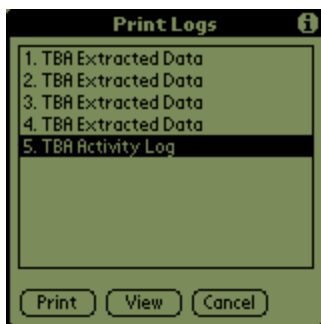 Print Logs i
1. TBA Extracted Data
2. TBA Extracted Data
3. TBA Extracted Data
4. TBA Extracted Data
5. TBA Activity Log
Print View Cancel